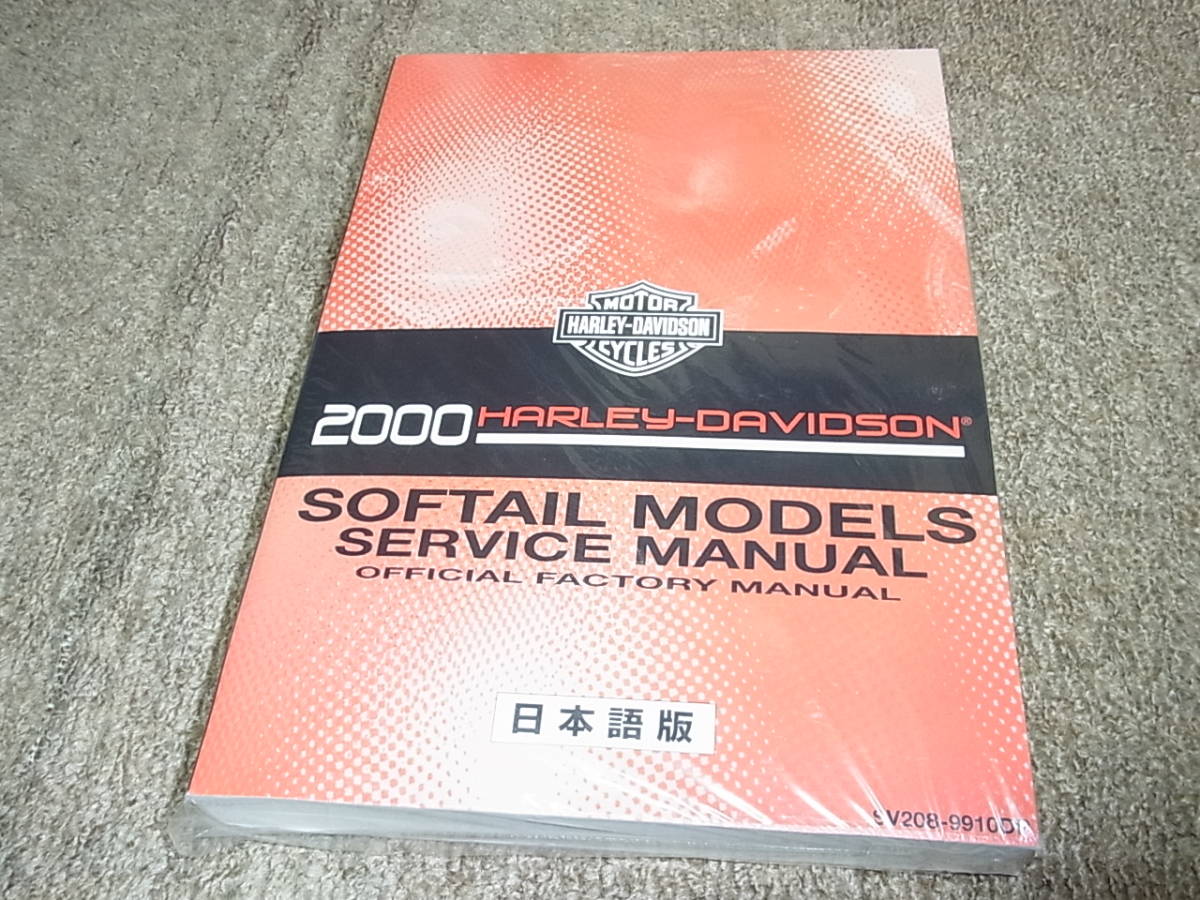 MOTOR
HARLEY-DAVIDSON
CYCLES
2000 HARLEY-DAVIDSON®
SOFTAIL MODELS
SERVICE MANUAL
OFFICIAL FACTORY MANUAL
日本語版